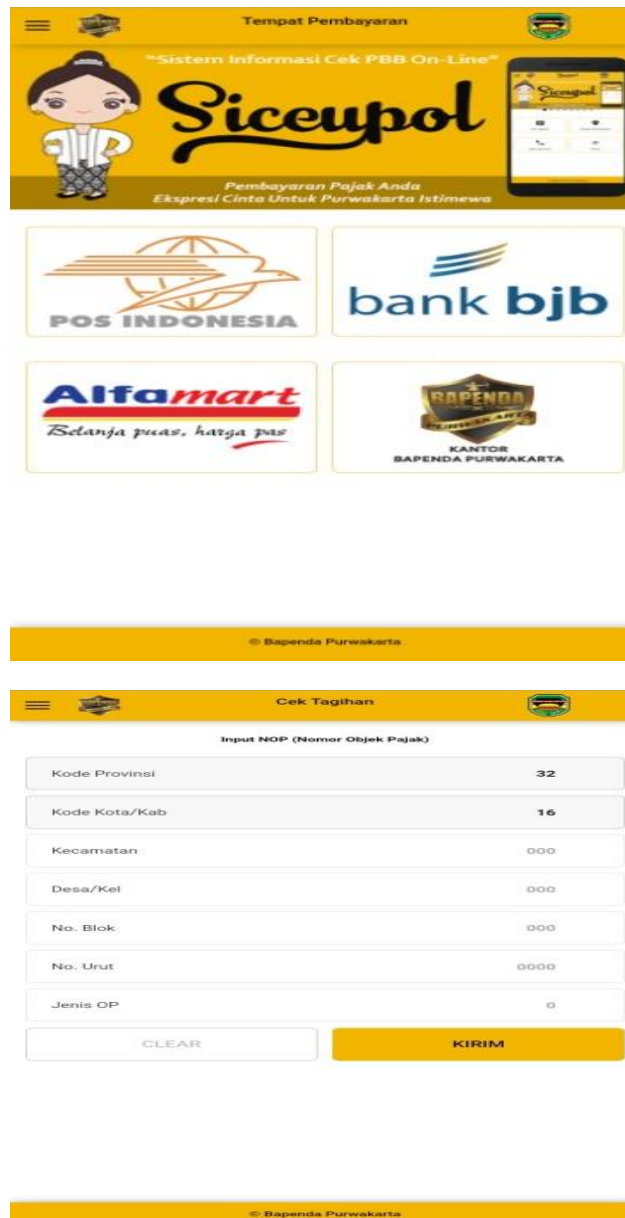 Tempat Pembayaran
"Sistem Informasi Cek PBB On-Line"
Siceupol
Pembayaran Pajak Anda
Ekspresi Cinta Untuk Purwakarta Istimewa
POS INDONESIA
bank bjb
Alfamart
Belanja puas, harga pas
BAPENDA
PURWAKARTA
KANTOR
BAPENDA PURWAKARTA
© Bapenda Purwakarta
Cek Tagihan
Input NOP (Nomor Objek Pajak)
Kode Provinsi 32
Kode Kota/Kab 16
Kecamatan 000
Desa/Kel 000
No. Blok 000
No. Urut 0000
Jenis OP 0
CLEAR KIRIM
© Bapenda Purwakarta